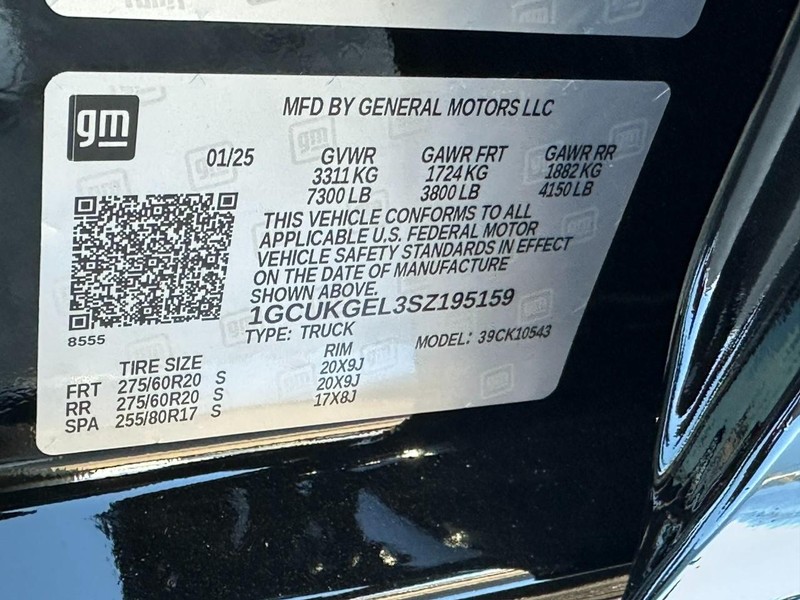 gm
MFD BY GENERAL MOTORS LLC
01/25 GVWR GAWR FRT GAWR RR
3311 KG 1724 KG 1882 KG
7300 LB 3800 LB 4150 LB
THIS VEHICLE CONFORMS TO ALL
APPLICABLE U.S. FEDERAL MOTOR
VEHICLE SAFETY STANDARDS IN EFFECT
ON THE DATE OF MANUFACTURE
SHOWN ABOVE.
1GCUKGEL3SZ195159
8555 TYPE: TRUCK MODEL: 39CK10543
TIRE SIZE RIM
FRT 275/60R20 S 20X9J
RR 275/60R20 S 20X9J
SPA 255/80R17 S 17X8J